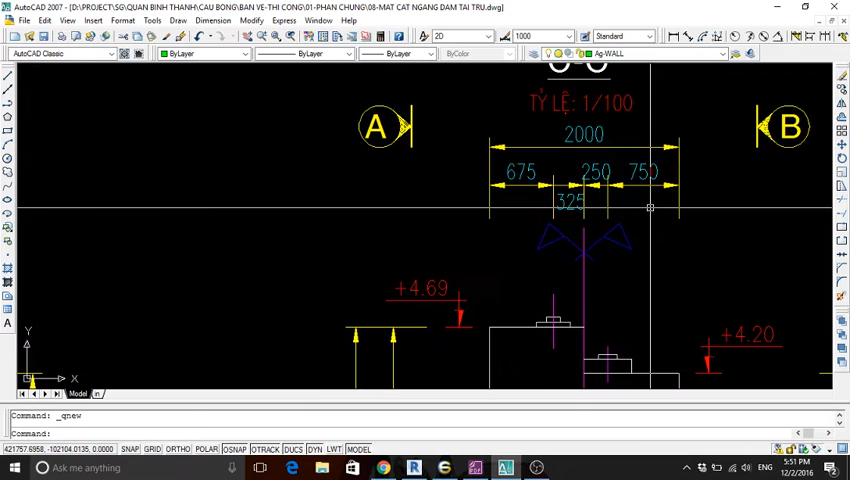 AutoCAD 2007 - [D:\PROJECT\SG\QUAN BINH THANH\CAU BONG\BAN VE-THI CONG\01-PHAN CHUNG\08-MAT CAT NGANG DAM TAI TRU.dwg]
File Edit View Insert Format Tools Draw Dimension Modify Express Window Help
2D 1000 Standard
AutoCAD Classic ByLayer ByLayer ByLayer ByColor Ag-WALL
TỶ LỆ: 1/100
A 2000 B
675 250 750
325
+4.69
+4.20
Y
X
Model in
Command: _qnew
Command:
421757.6958, -102104.0135, 0.0000 SNAP GRID ORTHO POLAR OSNAP OTRACK DUCS DYN LWT MODEL
Ask me anything ENG 5:51 PM
12/2/2016